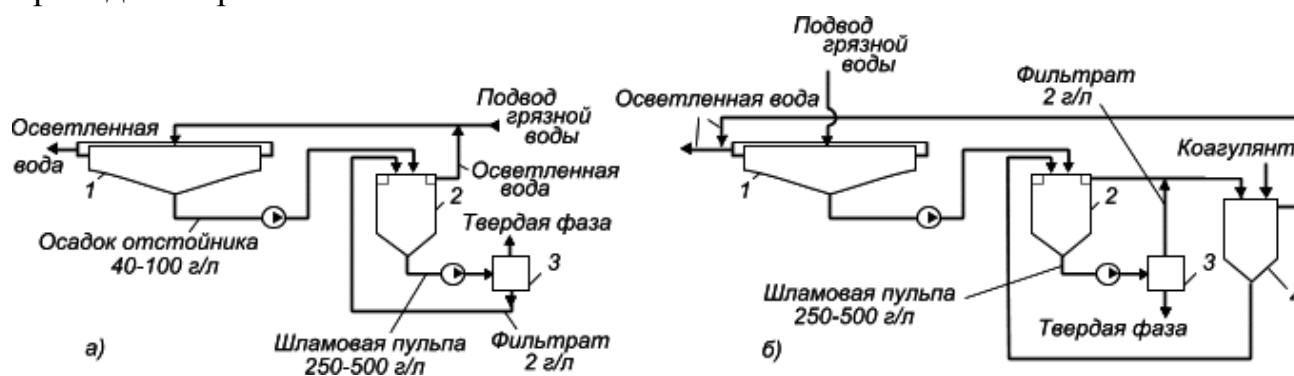 Подвод
грязной
воды
Осветленная
вода
1
2
Осветленная
вода
Твердая фаза
3
Осадок отстойника
40-100 г/л
Шламовая пульпа
250-500 г/л
Фильтрат
2 г/л
а)
Подвод
грязной
воды
Фильтрат
2 г/л
Осветленная вода
Коагулянт
1
2
3
Шламовая пульпа
250-500 г/л
Твердая фаза
б)